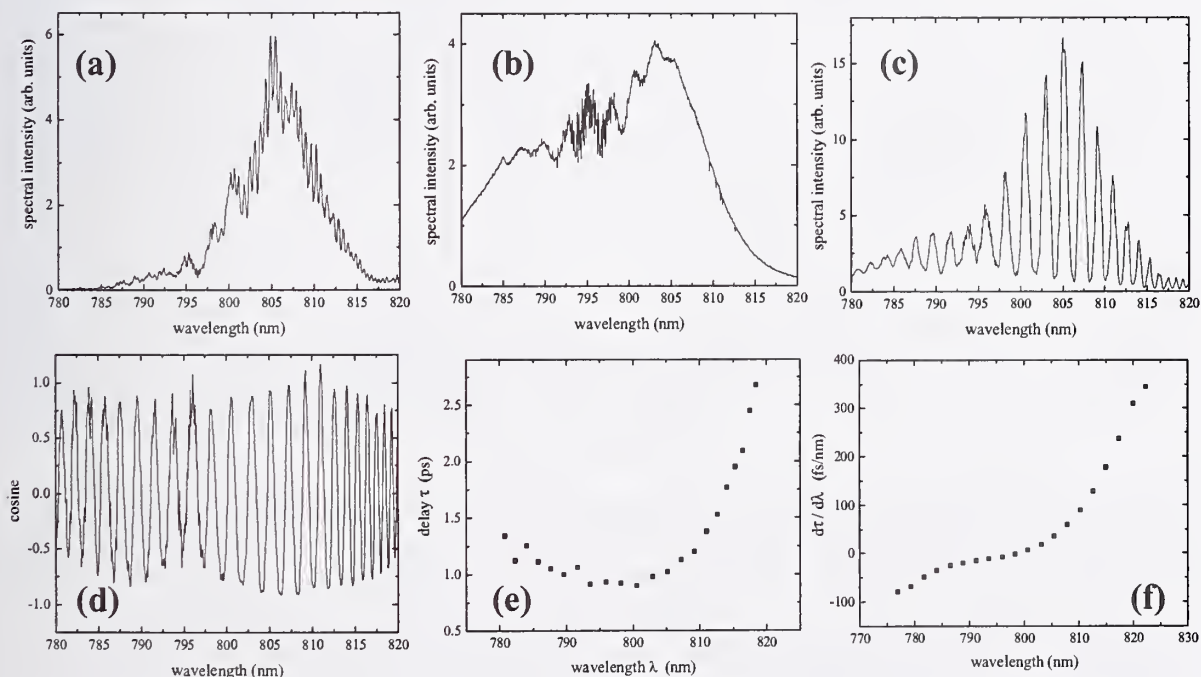 (a)
spectral intensity (arb. units)
6
4
2
0
780 785 790 795 800 805 810 815 820
wavelength (nm)
(b)
spectral intensity (arb. units)
4
2
0
780 785 790 795 800 805 810 815 820
wavelength (nm)
(c)
spectral intensity (arb. units)
15
10
5
0
780 785 790 795 800 805 810 815 820
wavelength (nm)
(d)
cosine
1.0
0.5
0.0
-0.5
-1.0
780 785 790 795 800 805 810 815 820
wavelength (nm)
(e)
delay τ (ps)
2.5
2.0
1.5
1.0
0.5
780 790 800 810 820
wavelength λ (nm)
(f)
dτ / dλ (fs/nm)
400
300
200
100
0
-100
770 780 790 800 810 820 830
wavelength (nm)